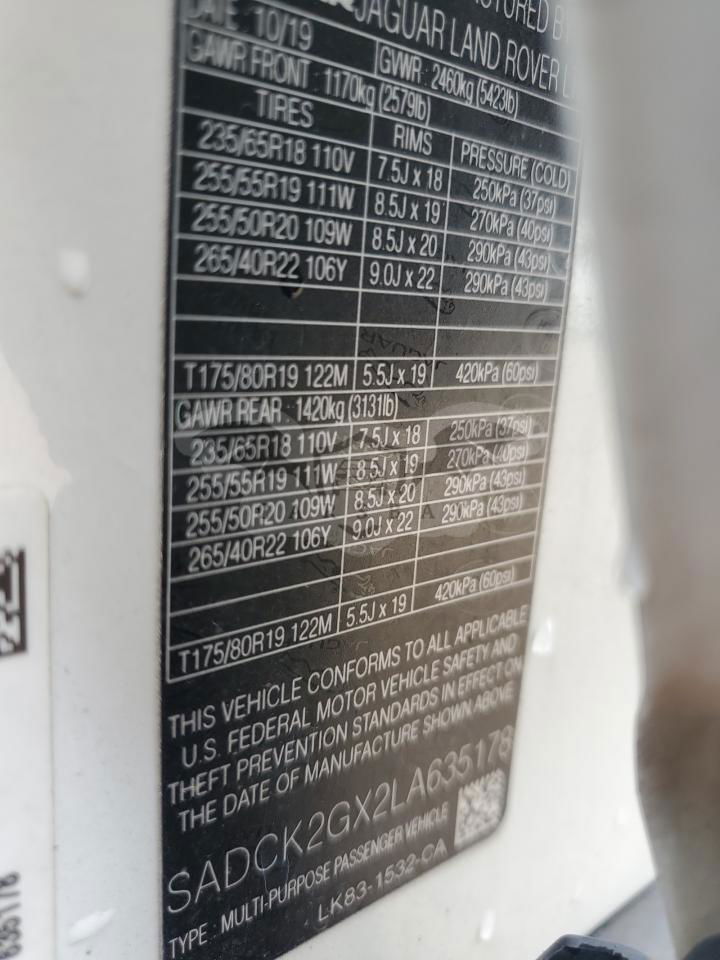 DATE: 10/19
JAGUAR LAND ROVER
GAWR FRONT : 1170kg (2579lb)
GVWR : 2460kg (5423lb)
TIRES RIMS PRESSURE (COLD)
235/65R18 110V 7.5J x 18 250kPa (37psi)
255/55R19 111W 8.5J x 19 270kPa (40psi)
255/50R20 109W 8.5J x 20 290kPa (43psi)
265/40R22 106Y 9.0J x 22 290kPa (43psi)
T175/80R19 122M 5.5J x 19 420kPa (60psi)
GAWR REAR : 1420kg (3131lb)
235/65R18 110V 7.5J x 18 250kPa (37psi)
255/55R19 111W 8.5J x 19 270kPa (40psi)
255/50R20 109W 8.5J x 20 290kPa (43psi)
265/40R22 106Y 9.0J x 22 290kPa (43psi)
T175/80R19 122M 5.5J x 19 420kPa (60psi)
THIS VEHICLE CONFORMS TO ALL APPLICABLE
U.S. FEDERAL MOTOR VEHICLE SAFETY AND
THEFT PREVENTION STANDARDS IN EFFECT ON
THE DATE OF MANUFACTURE SHOWN ABOVE
SADCK2GX2LA635178
TYPE : MULTI-PURPOSE PASSENGER VEHICLE
LK83-1532-CA